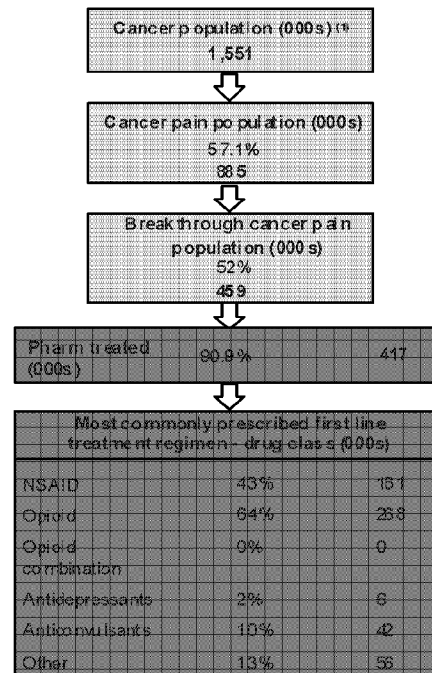 Cancer population (000s) (1)
1,551
Cancer pain population (000s)
57.1%
885
Breakthrough cancer pain
population (000s)
52%
459
Pharm treated 90.9% 417
(000s)
Most commonly prescribed first line
treatment regimen - drug class (000s)
NSAID 43%
Opioid 64% 268
Opioid 0% 0
combination
Antidepressants 2% 6
Anticonvulsants 10% 42
Other 13% 56